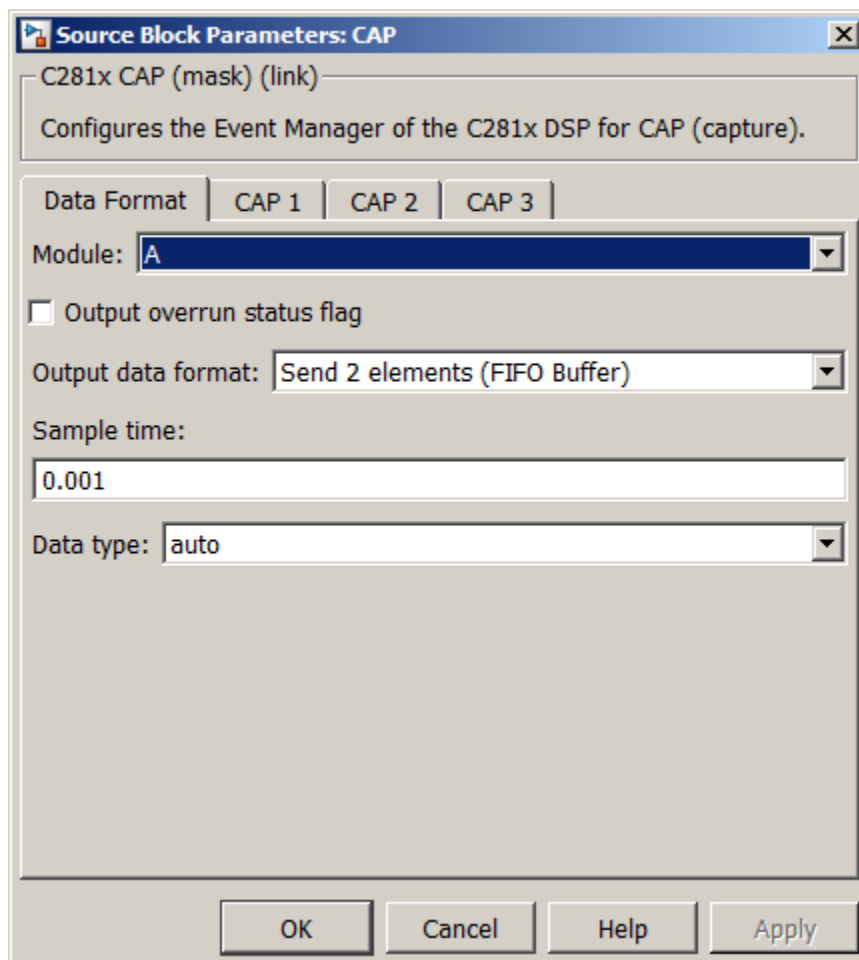 Source Block Parameters: CAP
C281x CAP (mask) (link)
Configures the Event Manager of the C281x DSP for CAP (capture).
Data Format CAP 1 CAP 2 CAP 3
Module: A
Output overrun status flag
Output data format: Send 2 elements (FIFO Buffer)
Sample time:
0.001
Data type: auto
OK Cancel Help Apply